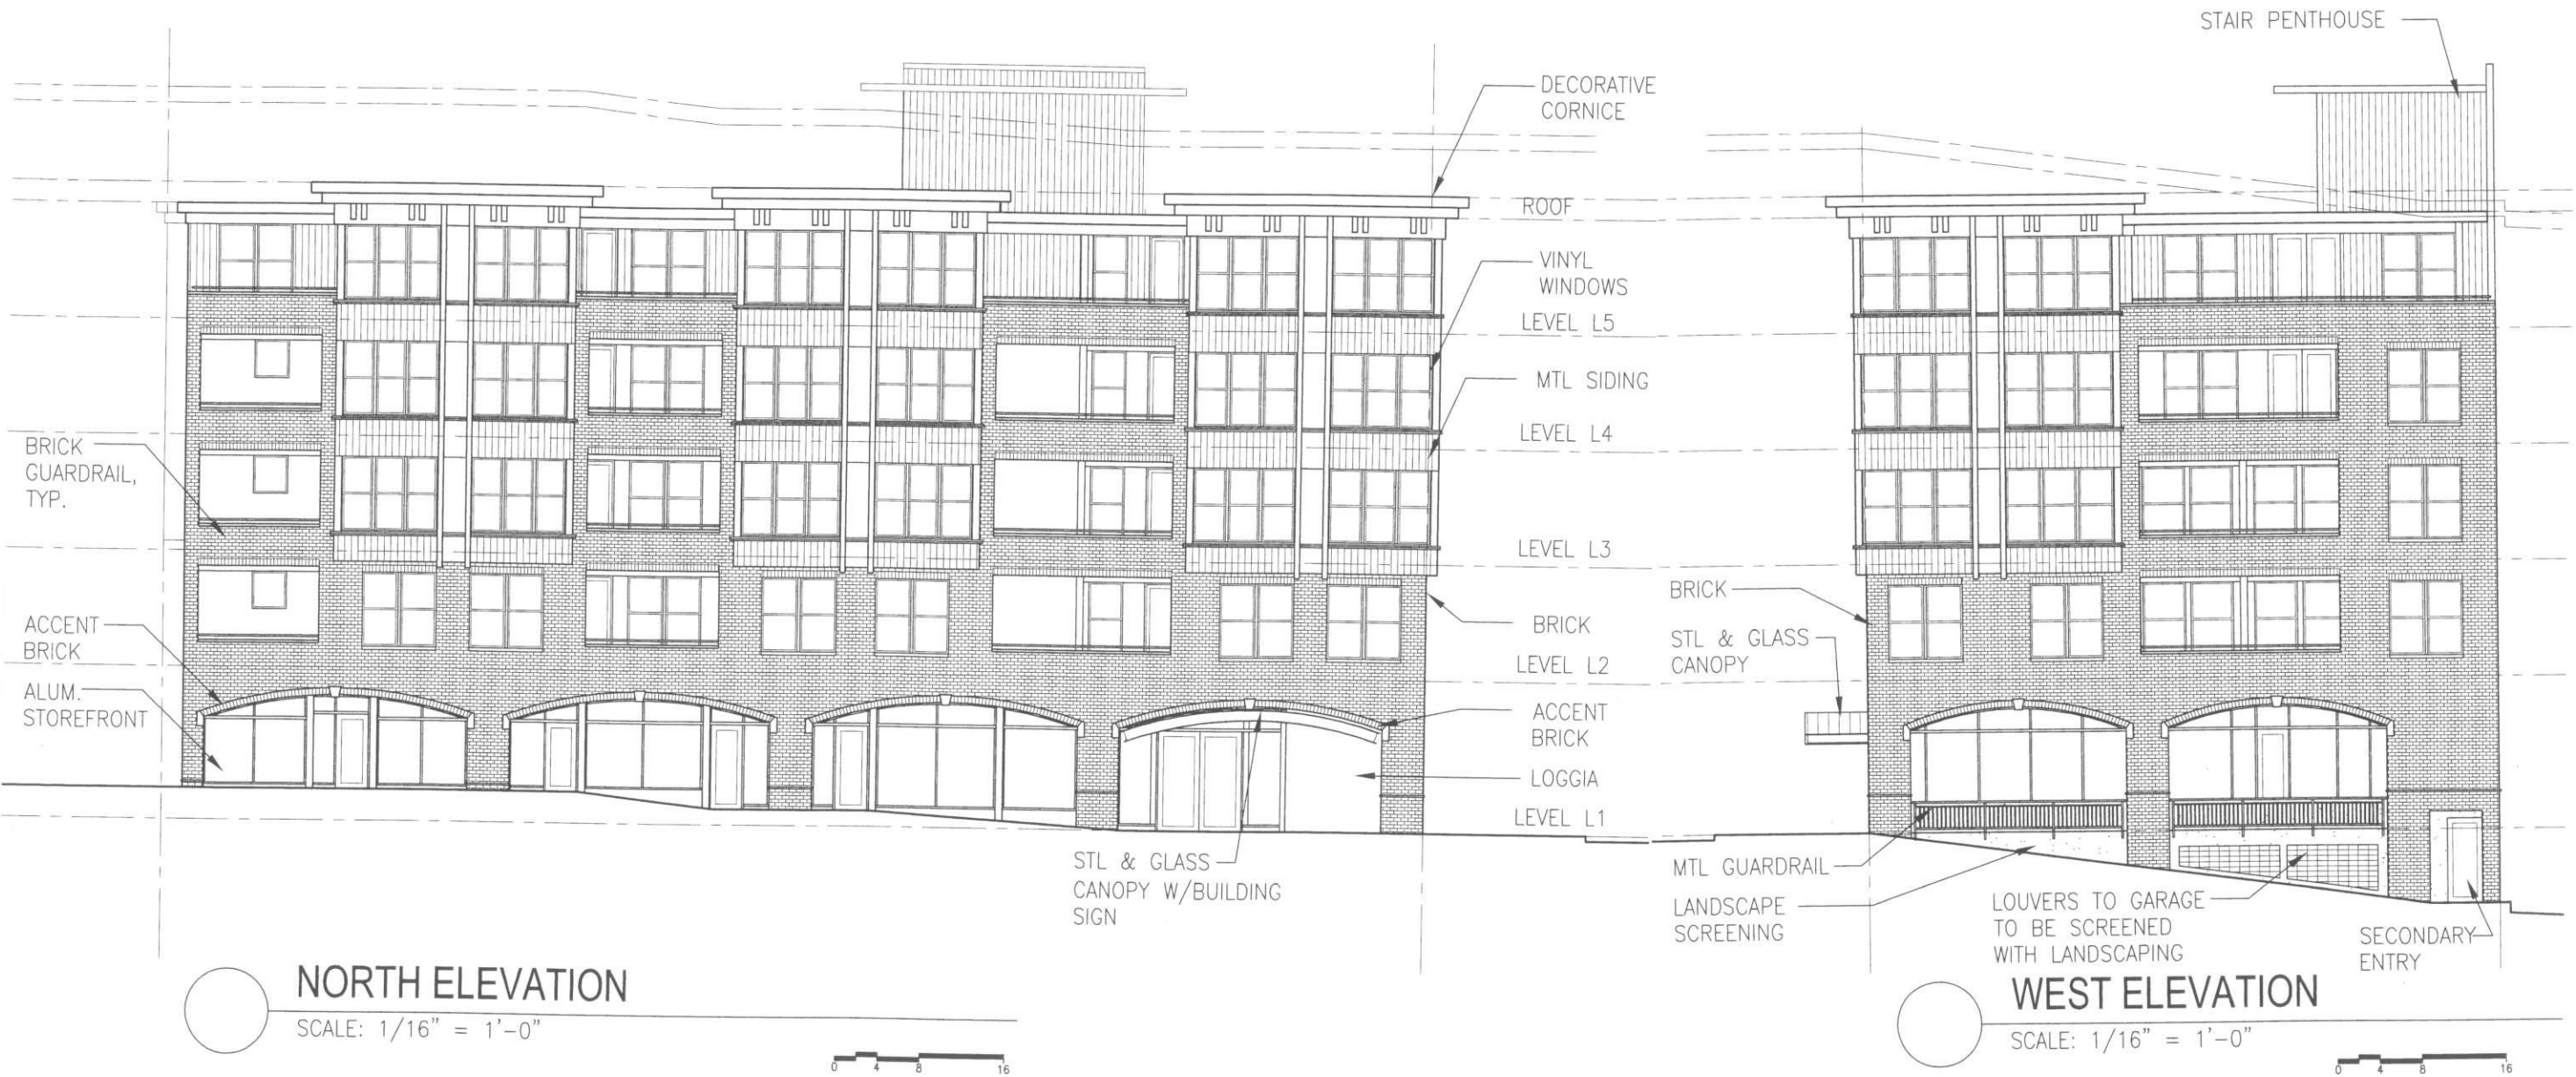 STAIR PENTHOUSE
DECORATIVE
CORNICE
ROOF
VINYL
WINDOWS
LEVEL L5
MTL SIDING
LEVEL L4
BRICK
GUARDRAIL,
TYP.
LEVEL L3
BRICK
ACCENT
BRICK
BRICK
STL & GLASS
CANOPY
LEVEL L2
ALUM.
STOREFRONT
ACCENT
BRICK
LOGGIA
LEVEL L1
STL & GLASS
CANOPY W/BUILDING
SIGN
MTL GUARDRAIL
LANDSCAPE
SCREENING
LOUVERS TO GARAGE
TO BE SCREENED
WITH LANDSCAPING
SECONDARY
ENTRY
NORTH ELEVATION
SCALE: 1/16" = 1'-0"
0 4 8 16
WEST ELEVATION
SCALE: 1/16" = 1'-0"
0 4 8 16